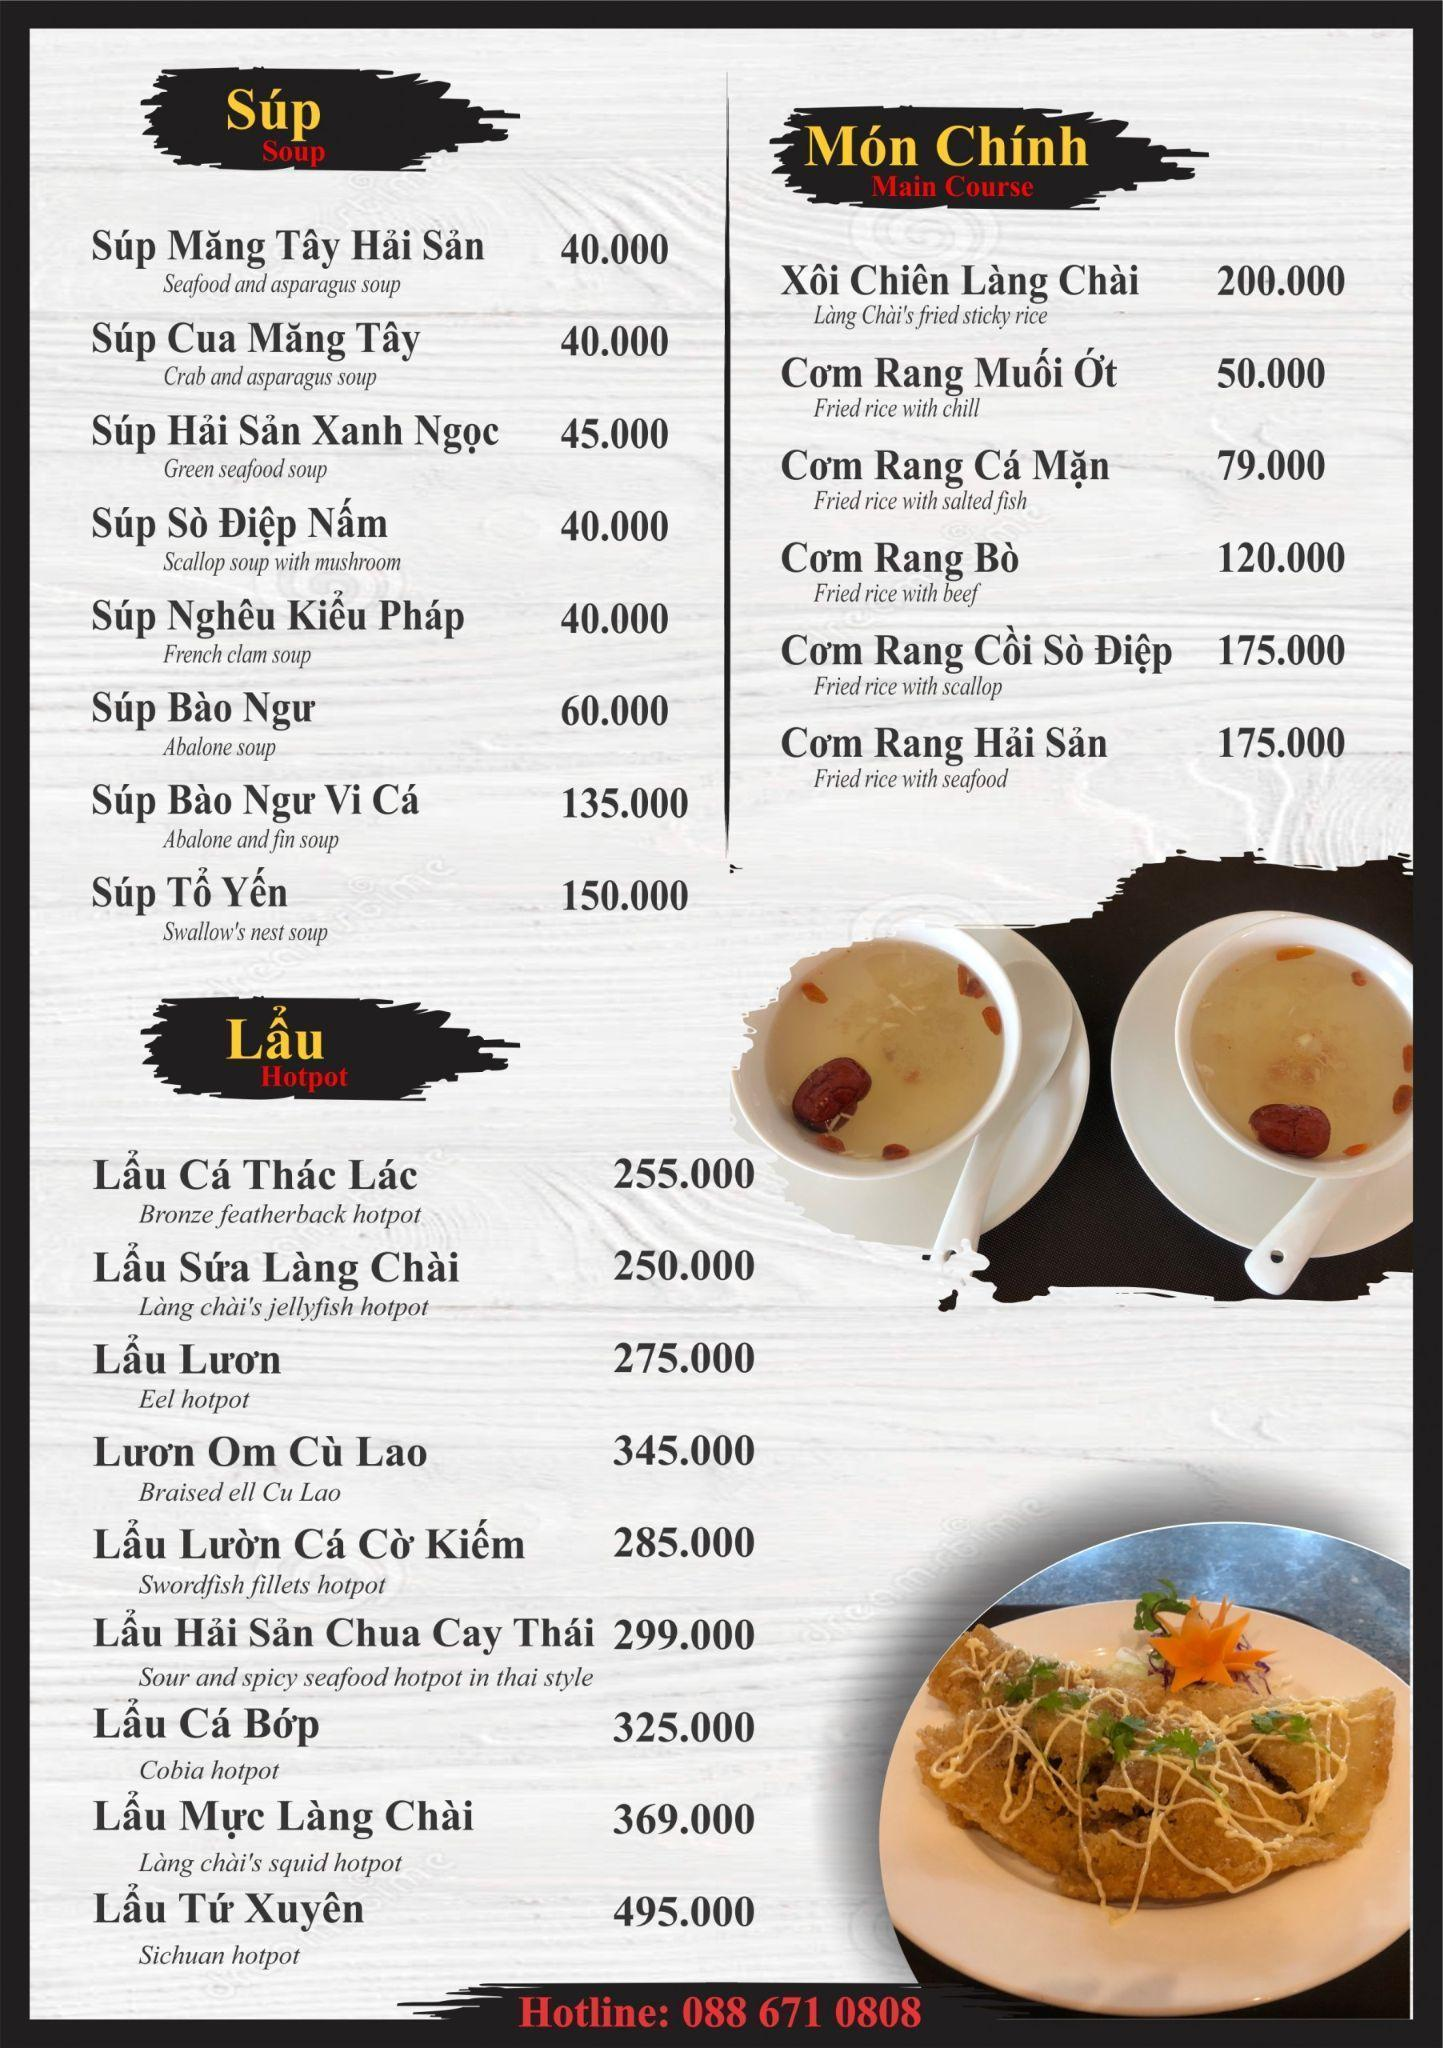 Súp
Soup
Súp Măng Tây Hải Sản 40.000
Seafood and asparagus soup
Súp Cua Măng Tây 40.000
Crab and asparagus soup
Súp Hải Sản Xanh Ngọc 45.000
Green seafood soup
Súp Sò Điệp Nấm 40.000
Scallop soup with mushroom
Súp Nghêu Kiểu Pháp 40.000
French clam soup
Súp Bào Ngư 60.000
Abalone soup
Súp Bào Ngư Vi Cá 135.000
Abalone and fin soup
Súp Tổ Yến 150.000
Swallow's nest soup
Lẩu
Hotpot
Lẩu Cá Thác Lác 255.000
Bronze featherback hotpot
Lẩu Sứa Làng Chài 250.000
Làng chài's jellyfish hotpot
Lẩu Lươn 275.000
Eel hotpot
Lươn Om Cù Lao 345.000
Braised ell Cu Lao
Lẩu Lườn Cá Cờ Kiếm 285.000
Swordfish fillets hotpot
Lẩu Hải Sản Chua Cay Thái 299.000
Sour and spicy seafood hotpot in thai style
Lẩu Cá Bớp 325.000
Cobia hotpot
Lẩu Mực Làng Chài 369.000
Làng chài's squid hotpot
Lẩu Tứ Xuyên 495.000
Sichuan hotpot
Món Chính
Main Course
Xôi Chiên Làng Chài 200.000
Làng Chài's fried sticky rice
Cơm Rang Muối Ớt 50.000
Fried rice with chill
Cơm Rang Cá Mặn 79.000
Fried rice with salted fish
Cơm Rang Bò 120.000
Fried rice with beef
Cơm Rang Cồi Sò Điệp 175.000
Fried rice with scallop
Cơm Rang Hải Sản 175.000
Fried rice with seafood
Hotline: 088 671 0808